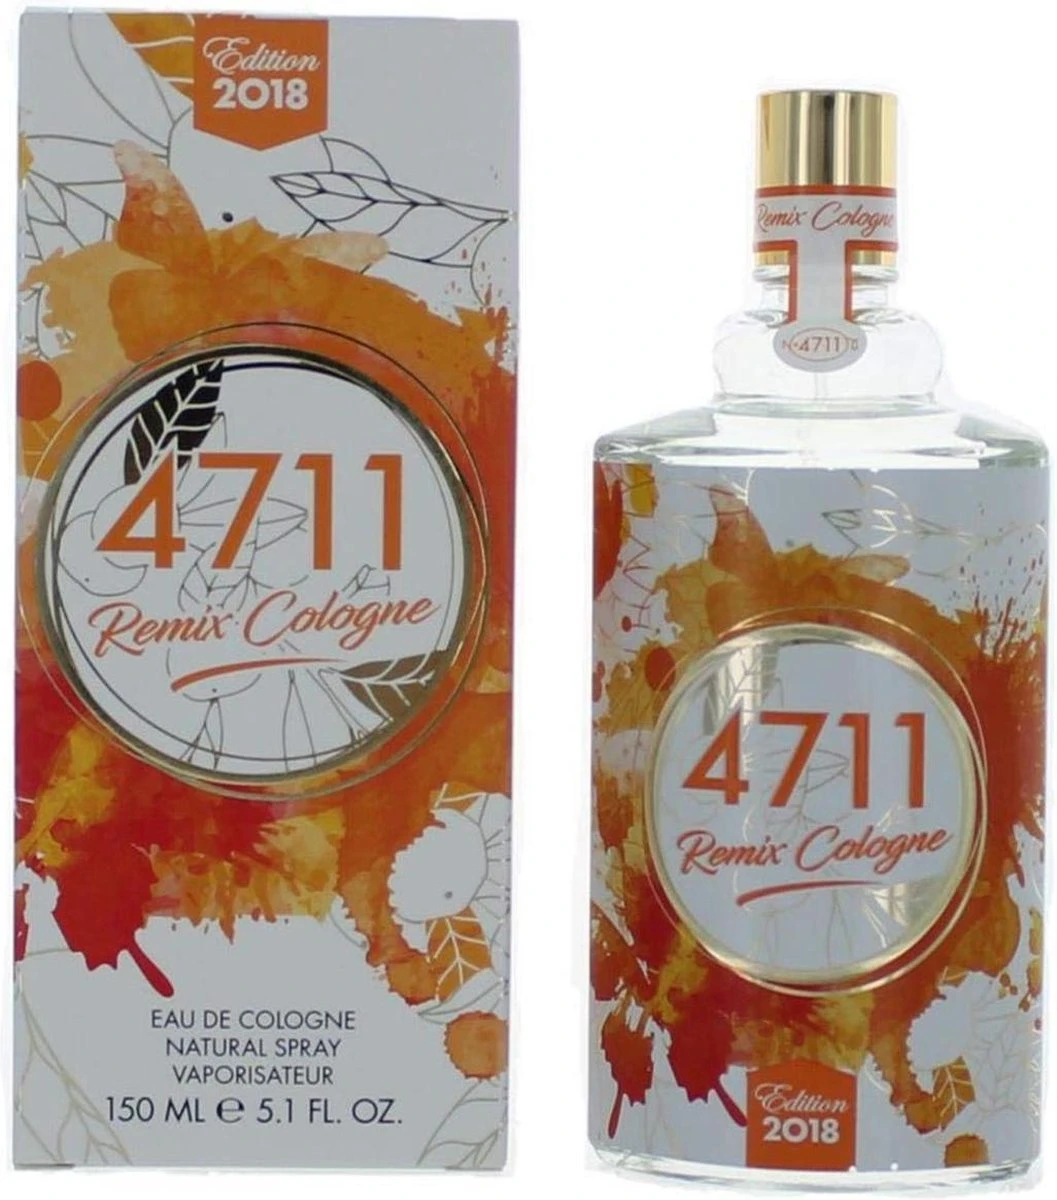 Edition
2018
4711
Remix Cologne
EAU DE COLOGNE
NATURAL SPRAY
VAPORISATEUR
150 ML ℮ 5.1 FL. OZ.
Remix Cologne
4711
4711
Remix Cologne
Edition
2018